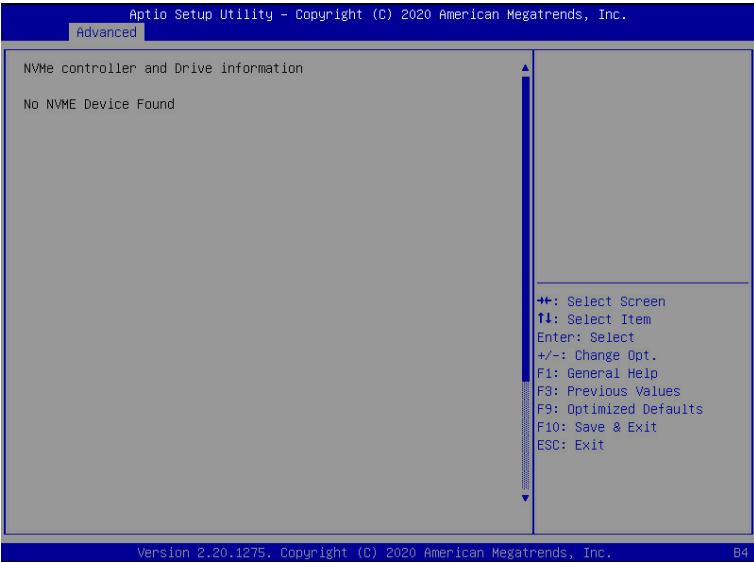 Aptio Setup Utility – Copyright (C) 2020 American Megatrends, Inc.
Advanced
NVMe controller and Drive information
No NVME Device Found
→←: Select Screen
↑↓: Select Item
Enter: Select
+/-: Change Opt.
F1: General Help
F3: Previous Values
F9: Optimized Defaults
F10: Save & Exit
ESC: Exit
Version 2.20.1275. Copyright (C) 2020 American Megatrends, Inc.
B4